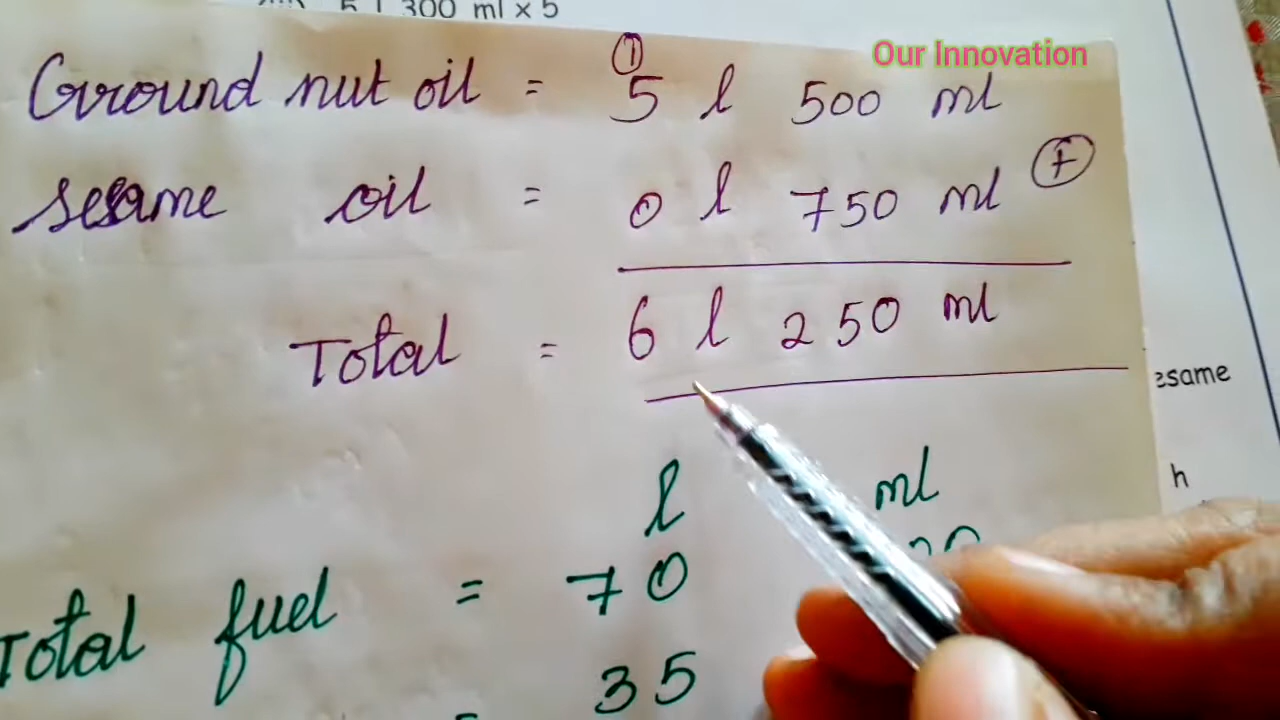 5 l 300 ml × 5
Our Innovation
①
Ground nut oil = 5 l 500 ml
sesame oil = 0 l 750 ml +
Total = 6 l 250 ml
esame
l ml
h
Total fuel = 70
35